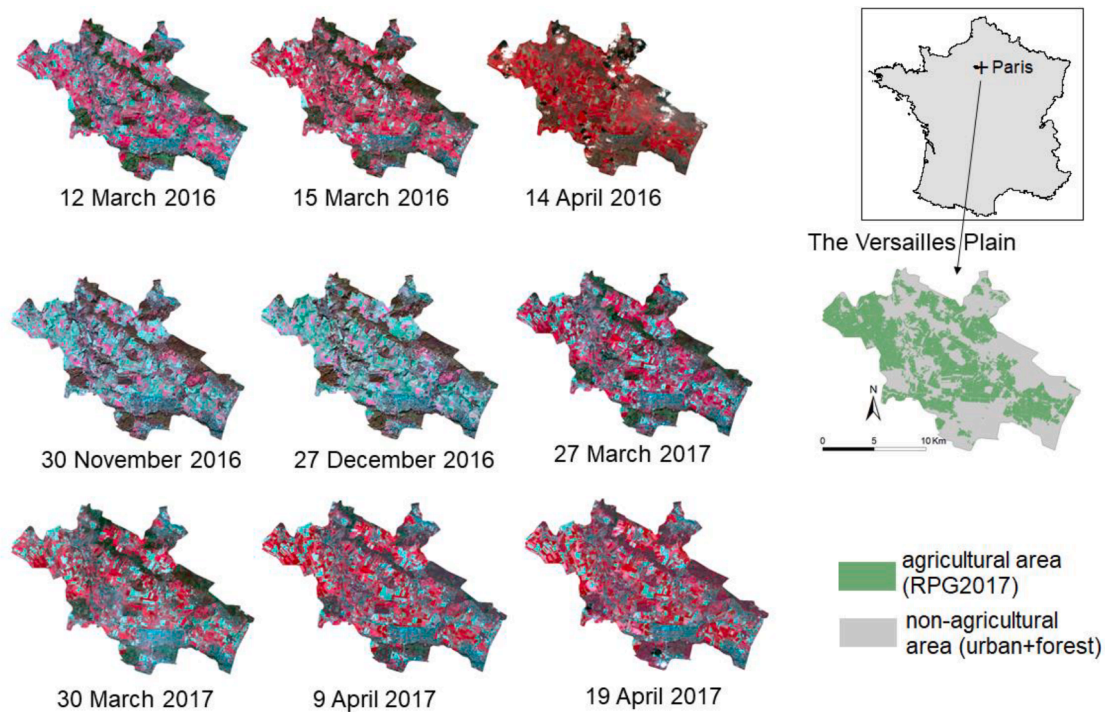 12 March 2016
15 March 2016
14 April 2016
Paris
The Versailles Plain
30 November 2016
27 December 2016
27 March 2017
N
0 5 10 Km
30 March 2017
9 April 2017
19 April 2017
agricultural area
(RPG2017)
non-agricultural
area (urban+forest)